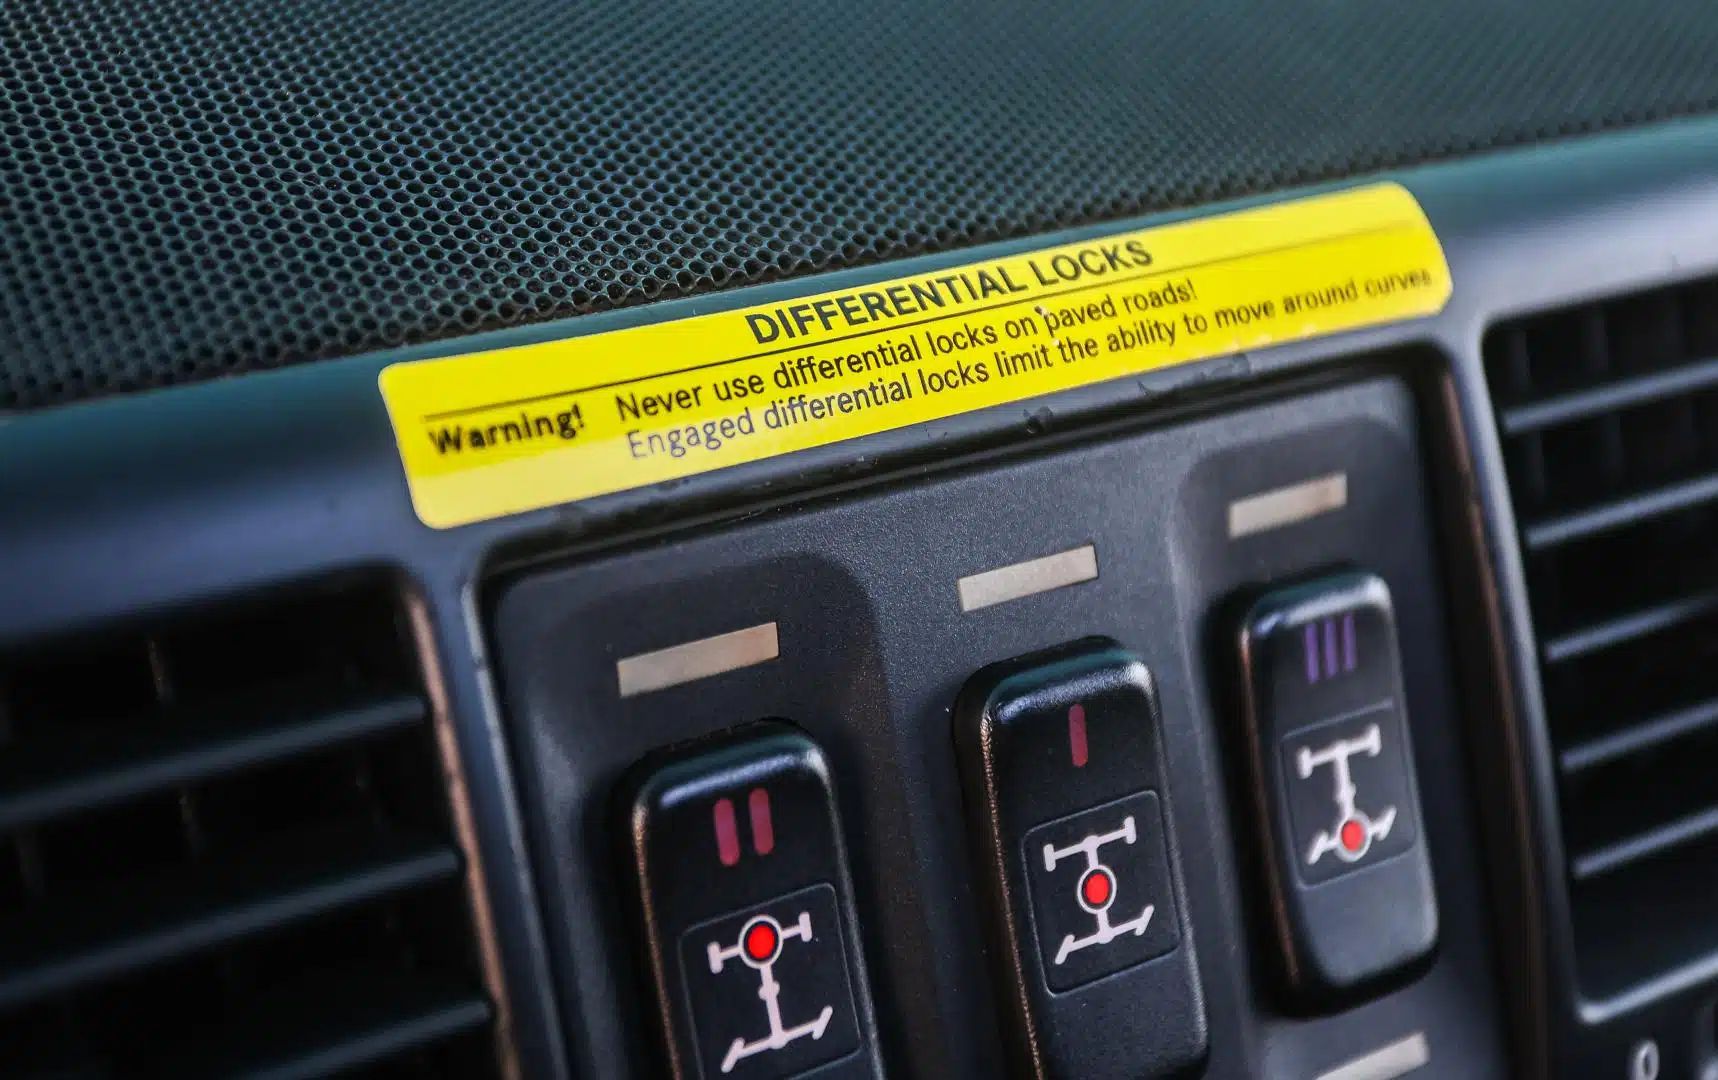 DIFFERENTIAL LOCKS
Warning! Never use differential locks on paved roads!
Engaged differential locks limit the ability to move around curves
II
I
III
0